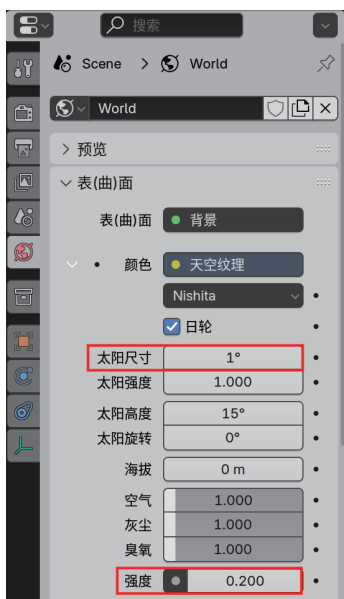 搜索
Scene > World
World
预览
表(曲)面
表(曲)面 背景
颜色 天空纹理
Nishita
日轮
太阳尺寸 1°
太阳强度 1.000
太阳高度 15°
太阳旋转 0°
海拔 0 m
空气 1.000
灰尘 1.000
臭氧 1.000
强度 0.200